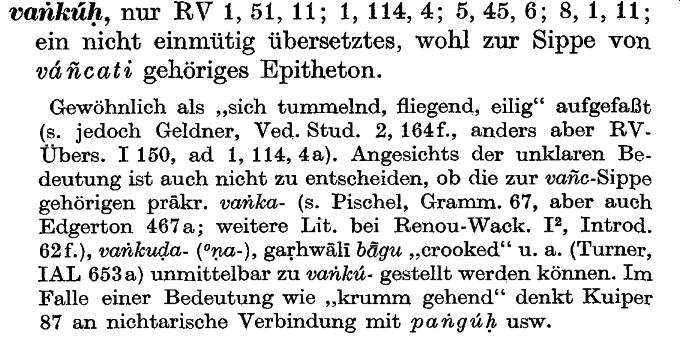 vaṅkúḥ, nur RV 1, 51, 11; 1, 114, 4; 5, 45, 6; 8, 1, 11;
ein nicht einmütig übersetztes, wohl zur Sippe von
váñcati gehöriges Epitheton.
Gewöhnlich als „sich tummelnd, fliegend, eilig“ aufgefaßt
(s. jedoch Geldner, Ved. Stud. 2, 164f., anders aber RV-
Übers. I 150, ad 1, 114, 4a). Angesichts der unklaren Be-
deutung ist auch nicht zu entscheiden, ob die zur vañc-Sippe
gehörigen präkr. vaṅka- (s. Pischel, Gramm. 67, aber auch
Edgerton 467a; weitere Lit. bei Renou-Wack. I², Introd.
62f.), vaṅkuḍa- (°ṇa-), gaṛhwālī bā̃gu „crooked“ u. a. (Turner,
IAL 653a) unmittelbar zu vaṅkú- gestellt werden können. Im
Falle einer Bedeutung wie „krumm gehend“ denkt Kuiper
87 an nichtarische Verbindung mit paṅgúḥ usw.